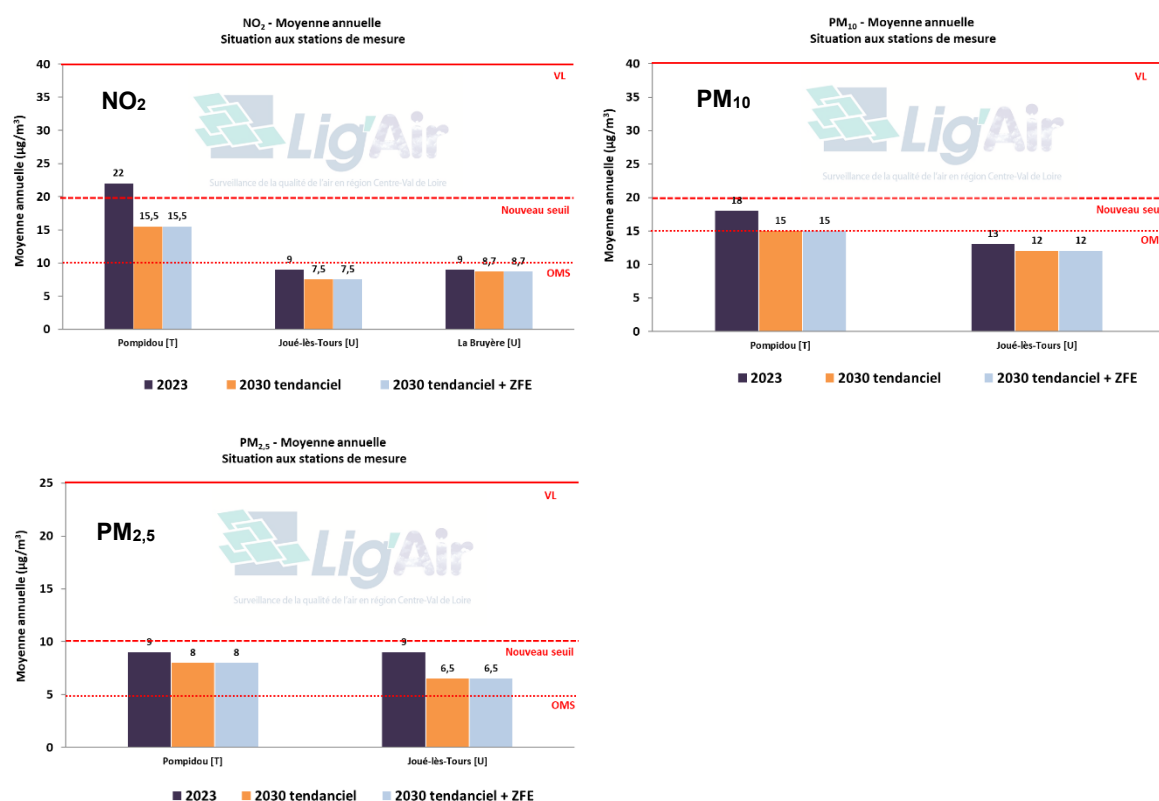 NO2 - Moyenne annuelle
Situation aux stations de mesure
Moyenne annuelle (µg/m³)
40
35
30
25
20
15
10
5
0
NO2
Lig'Air
Surveillance de la qualité de l'air en région Centre-Val de Loire
VL
Nouveau seuil
OMS
22
15,5
15,5
9
7,5
7,5
9
8,7
8,7
Pompidou [T]
Joué-lès-Tours [U]
La Bruyère [U]
2023
2030 tendanciel
2030 tendanciel + ZFE
PM10 - Moyenne annuelle
Situation aux stations de mesure
Moyenne annuelle (µg/m³)
40
35
30
25
20
15
10
5
0
PM10
Lig'Air
Surveillance de la qualité de l'air en région Centre-Val de Loire
VL
Nouveau seu
OM
18
15
15
13
12
12
Pompidou [T]
Joué-lès-Tours [U]
2023
2030 tendanciel
2030 tendanciel + ZFE
PM2,5 - Moyenne annuelle
Situation aux stations de mesure
Moyenne annuelle (µg/m³)
25
20
15
10
5
0
PM2,5
Lig'Air
Surveillance de la qualité de l'air en région Centre-Val de Loire
VL
Nouveau seuil
OMS
9
8
8
9
6,5
6,5
Pompidou [T]
Joué-lès-Tours [U]
2023
2030 tendanciel
2030 tendanciel + ZFE